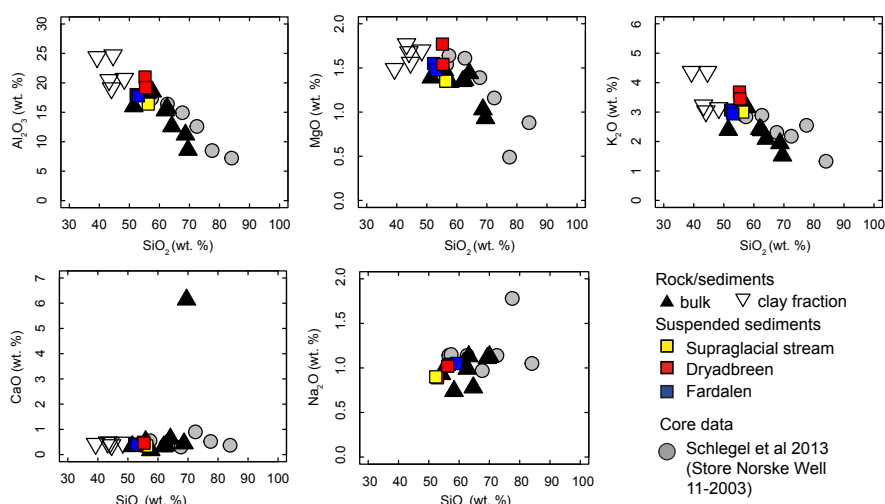 30
25
20
15
10
5
0
Al2O3 (wt. %)
30 40 50 60 70 80 90 100
SiO2 (wt. %)
2.0
1.5
1.0
0.5
0.0
MgO (wt. %)
30 40 50 60 70 80 90 100
SiO2 (wt. %)
6
5
4
3
2
1
0
K2O (wt. %)
30 40 50 60 70 80 90 100
SiO2 (wt. %)
7
6
5
4
3
2
1
0
CaO (wt. %)
30 40 50 60 70 80 90 100
SiO2 (wt. %)
2.0
1.5
1.0
0.5
0.0
Na2O (wt. %)
30 40 50 60 70 80 90 100
SiO2 (wt. %)
Rock/sediments
bulk clay fraction
Suspended sediments
Supraglacial stream
Dryadbreen
Fardalen
Core data
Schlegel et al 2013
(Store Norske Well
11-2003)